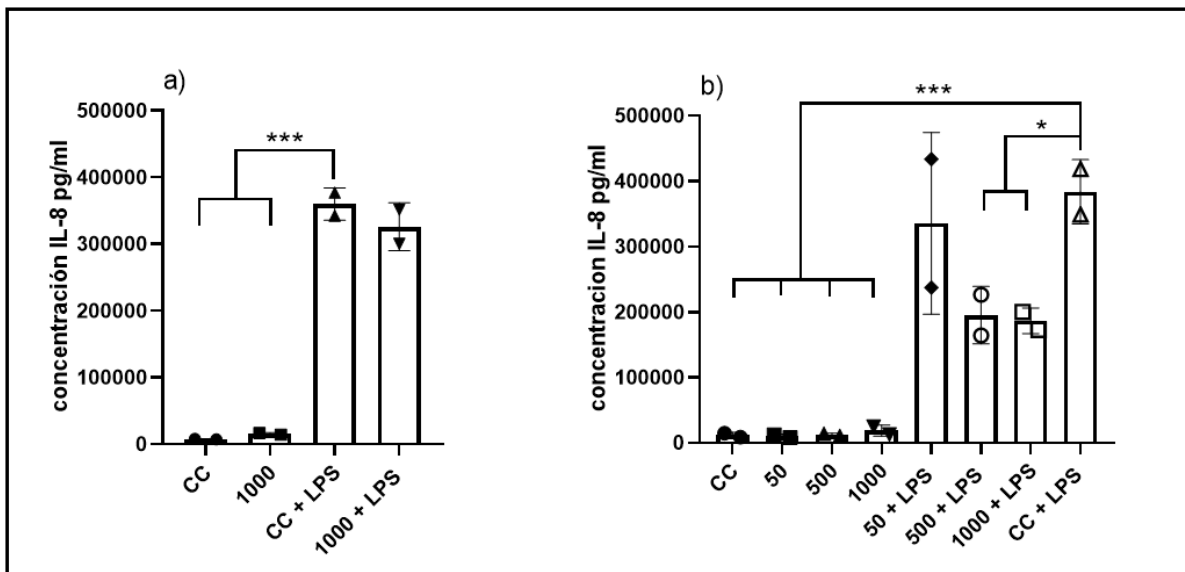 a)
concentración IL-8 pg/ml
500000
400000
300000
200000
100000
0
***
CC
1000
CC + LPS
1000 + LPS
b)
concentracion IL-8 pg/ml
500000
400000
300000
200000
100000
0
***
*
CC
50
500
1000
50 + LPS
500 + LPS
1000 + LPS
CC + LPS